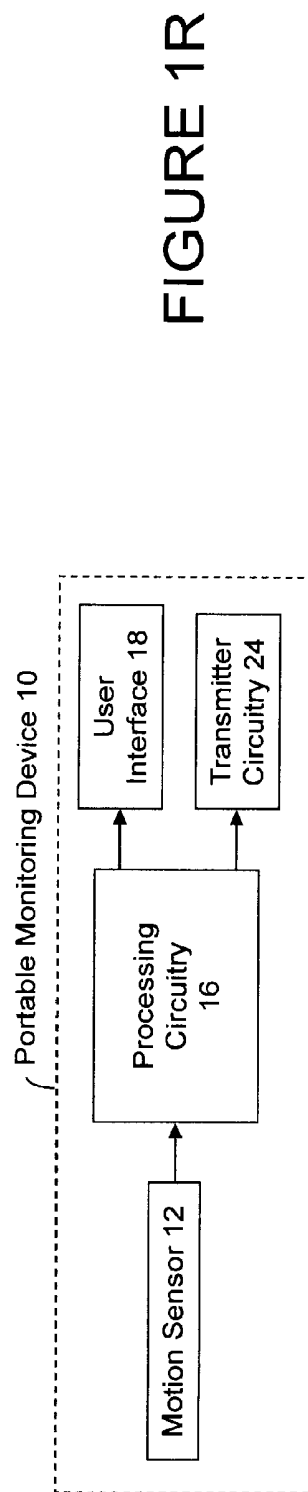 Portable Monitoring Device 10
Motion Sensor 12
Processing
Circuitry
16
User
Interface 18
Transmitter
Circuitry 24
FIGURE 1R